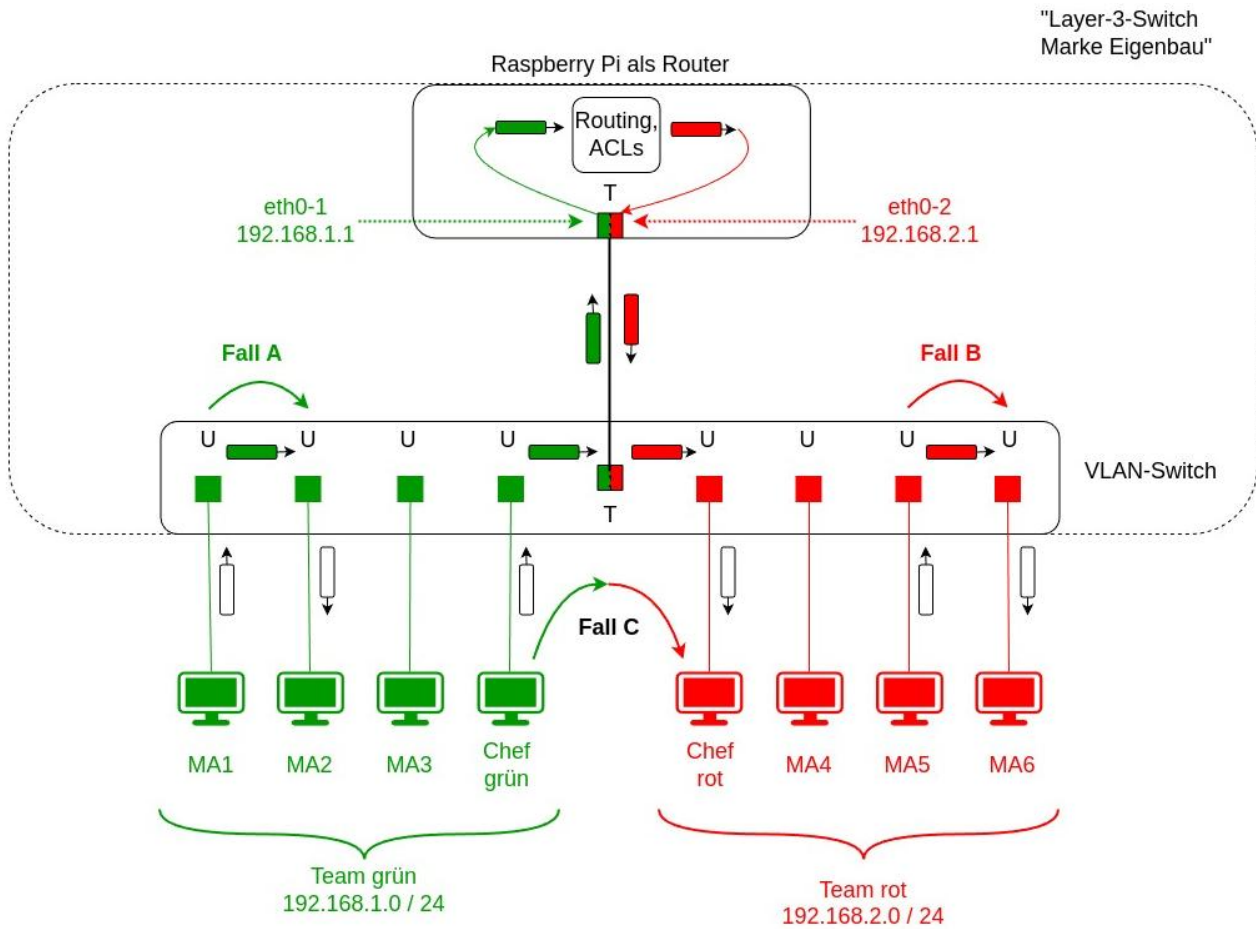 "Layer-3-Switch
Marke Eigenbau"
Raspberry Pi als Router
Routing,
ACLs
T
eth0-1
192.168.1.1
eth0-2
192.168.2.1
Fall A
Fall B
U
U
U
U
U
U
U
U
T
VLAN-Switch
Fall C
MA1
MA2
MA3
Chef
grün
Chef
rot
MA4
MA5
MA6
Team grün
192.168.1.0 / 24
Team rot
192.168.2.0 / 24